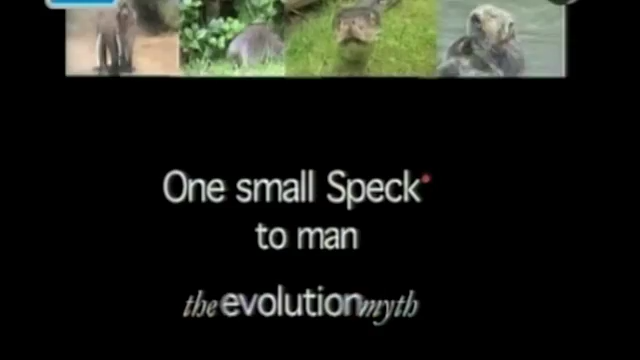 One small Speck
to man
the evolution myth